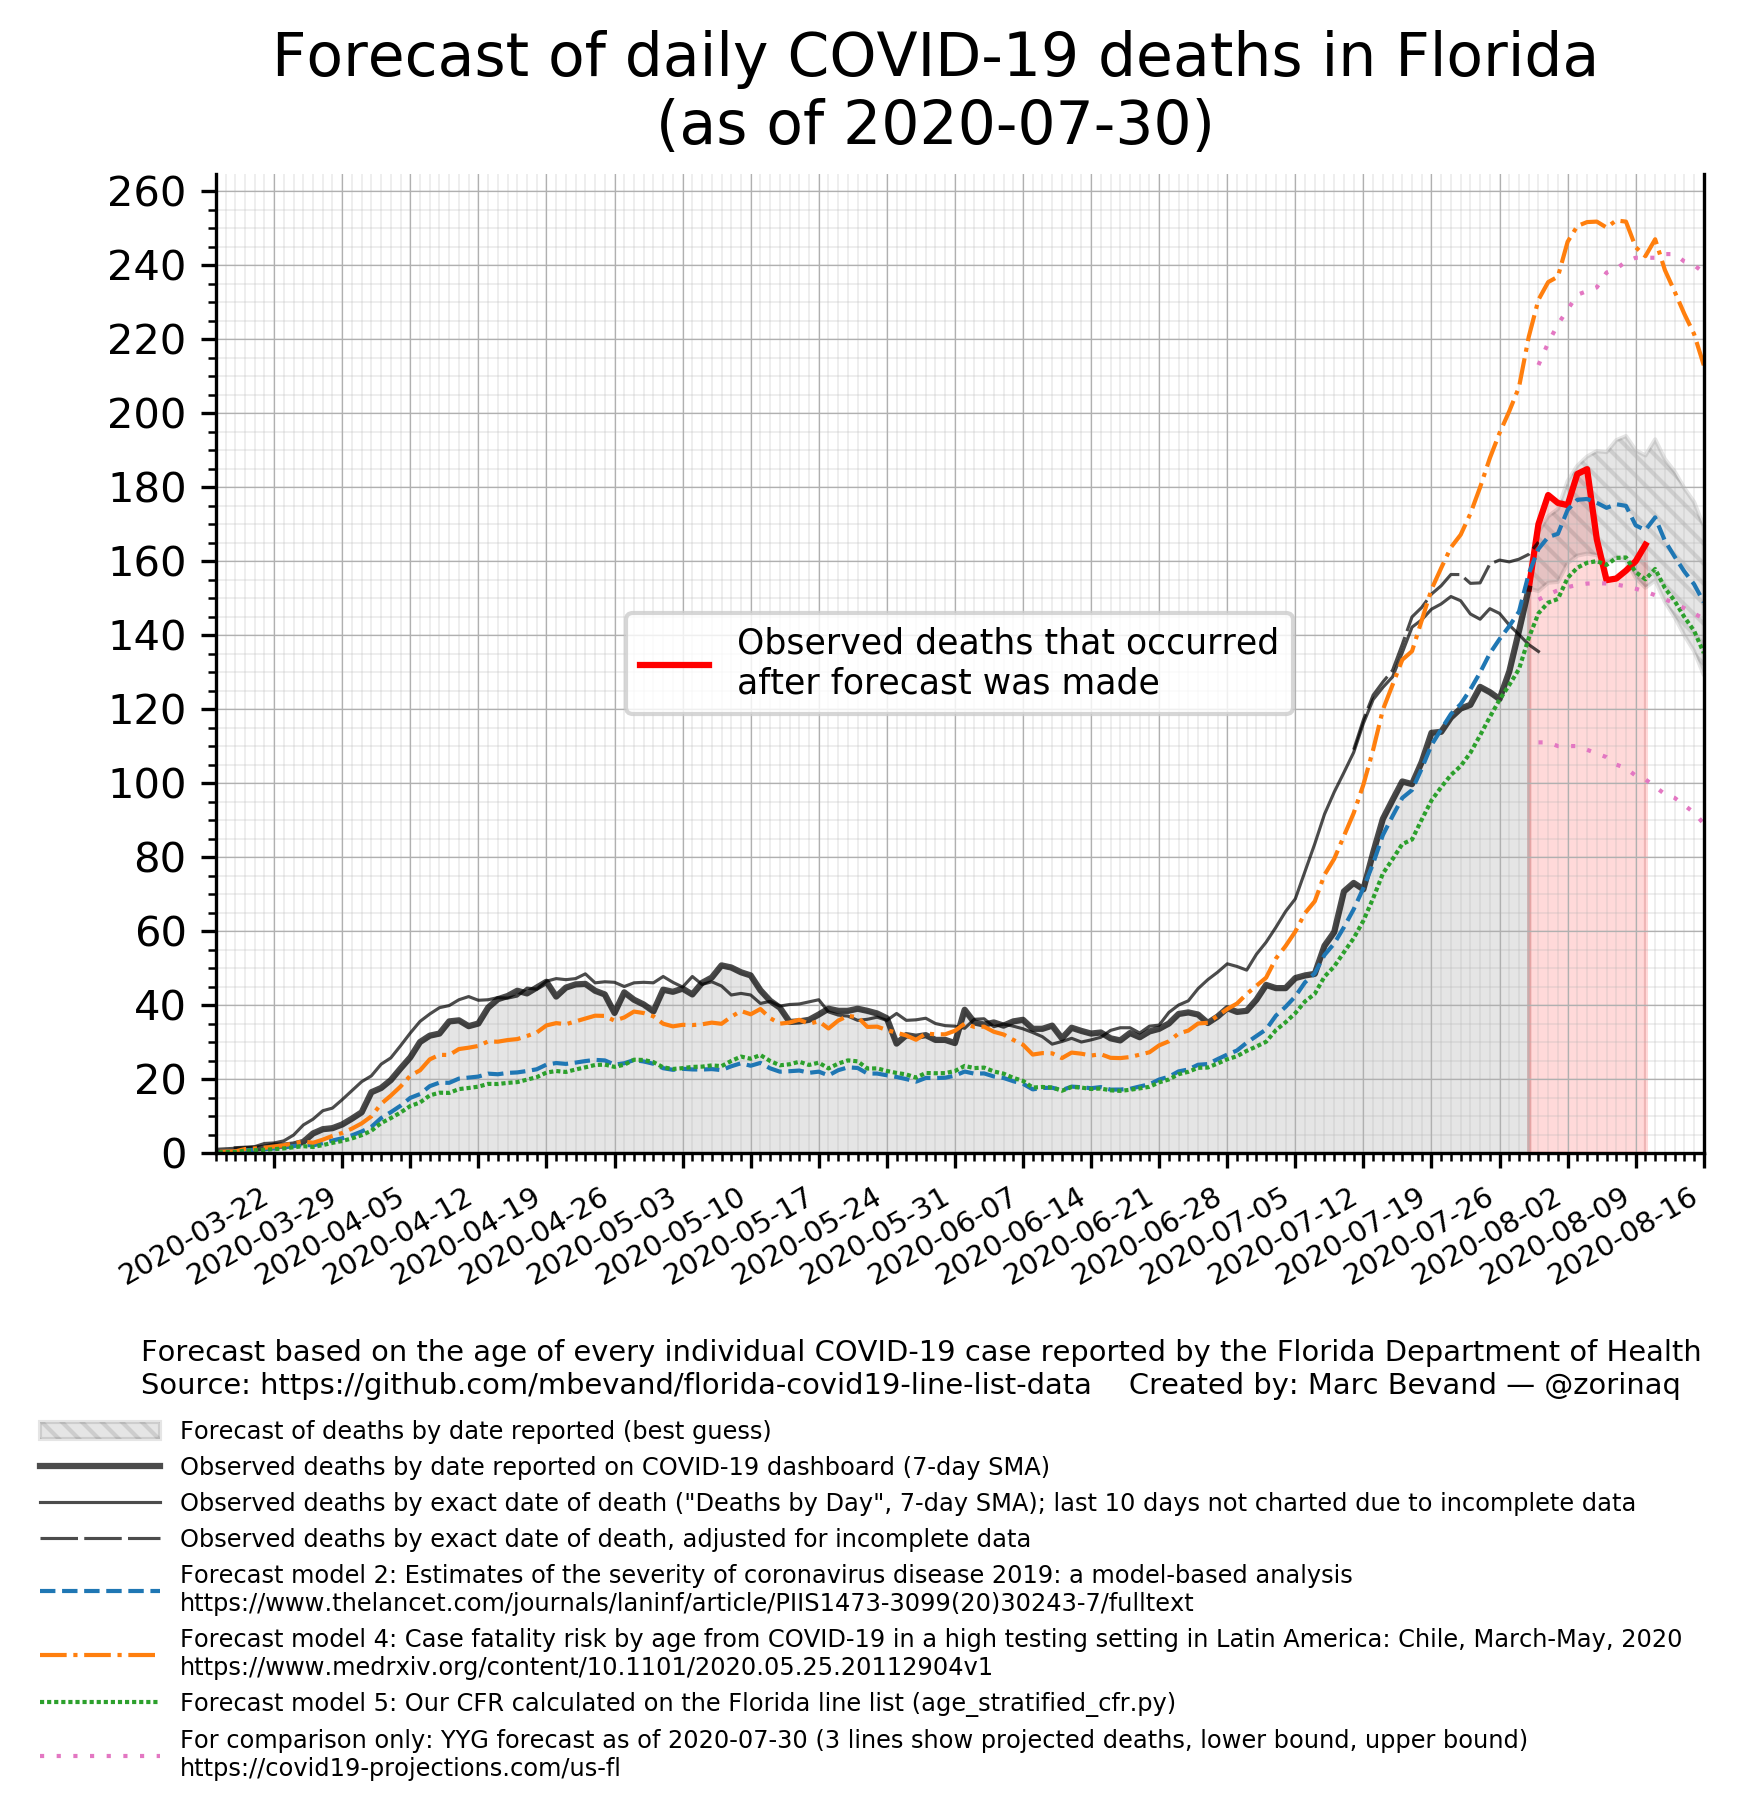 Forecast of daily COVID-19 deaths in Florida
(as of 2020-07-30)
260
240
220
200
180
160
140
120
100
80
60
40
20
0
Observed deaths that occurred
after forecast was made
2020-03-22
2020-03-29
2020-04-05
2020-04-12
2020-04-19
2020-04-26
2020-05-03
2020-05-10
2020-05-17
2020-05-24
2020-05-31
2020-06-07
2020-06-14
2020-06-21
2020-06-28
2020-07-05
2020-07-12
2020-07-19
2020-07-26
2020-08-02
2020-08-09
2020-08-16
Forecast based on the age of every individual COVID-19 case reported by the Florida Department of Health
Source: https://github.com/mbevand/florida-covid19-line-list-data    Created by: Marc Bevand — @zorinaq
Forecast of deaths by date reported (best guess)
Observed deaths by date reported on COVID-19 dashboard (7-day SMA)
Observed deaths by exact date of death ("Deaths by Day", 7-day SMA); last 10 days not charted due to incomplete data
Observed deaths by exact date of death, adjusted for incomplete data
Forecast model 2: Estimates of the severity of coronavirus disease 2019: a model-based analysis
https://www.thelancet.com/journals/laninf/article/PIIS1473-3099(20)30243-7/fulltext
Forecast model 4: Case fatality risk by age from COVID-19 in a high testing setting in Latin America: Chile, March-May, 2020
https://www.medrxiv.org/content/10.1101/2020.05.25.20112904v1
Forecast model 5: Our CFR calculated on the Florida line list (age_stratified_cfr.py)
For comparison only: YYG forecast as of 2020-07-30 (3 lines show projected deaths, lower bound, upper bound)
https://covid19-projections.com/us-fl